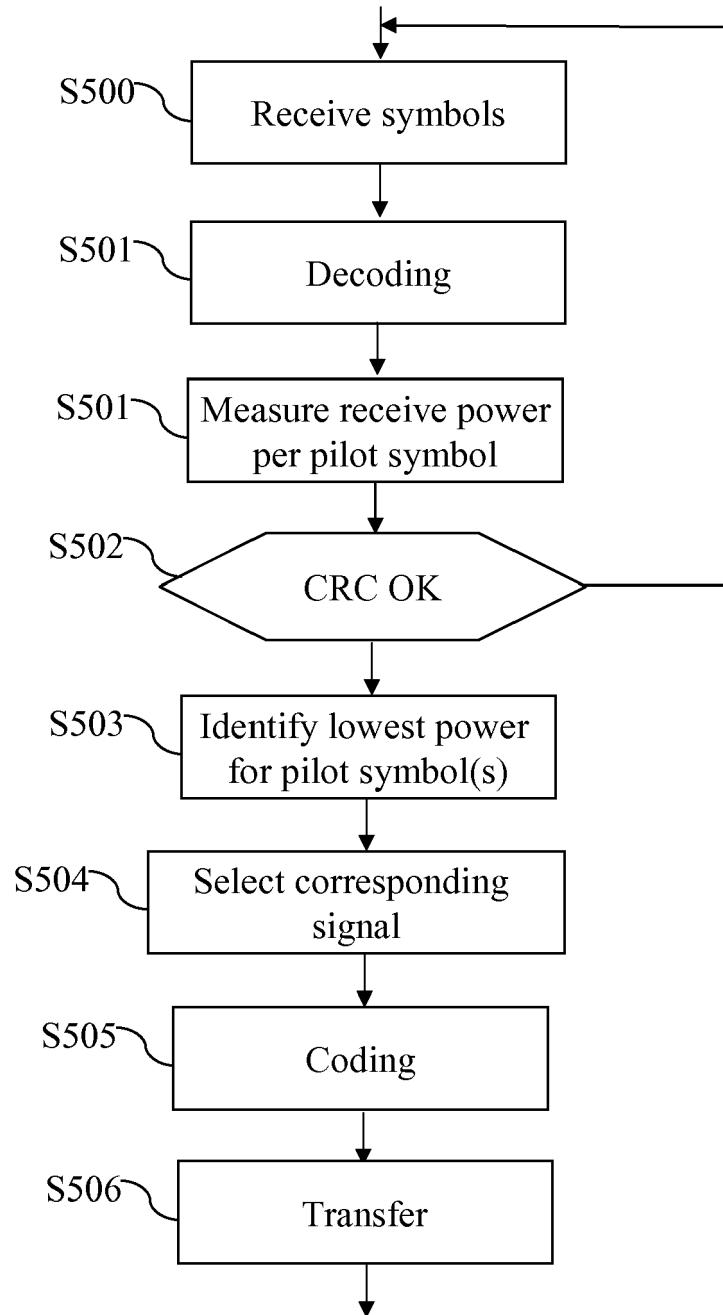 S500
Receive symbols
S501
Decoding
S501
Measure receive power
per pilot symbol
S502
CRC OK
S503
Identify lowest power
for pilot symbol(s)
S504
Select corresponding
signal
S505
Coding
S506
Transfer